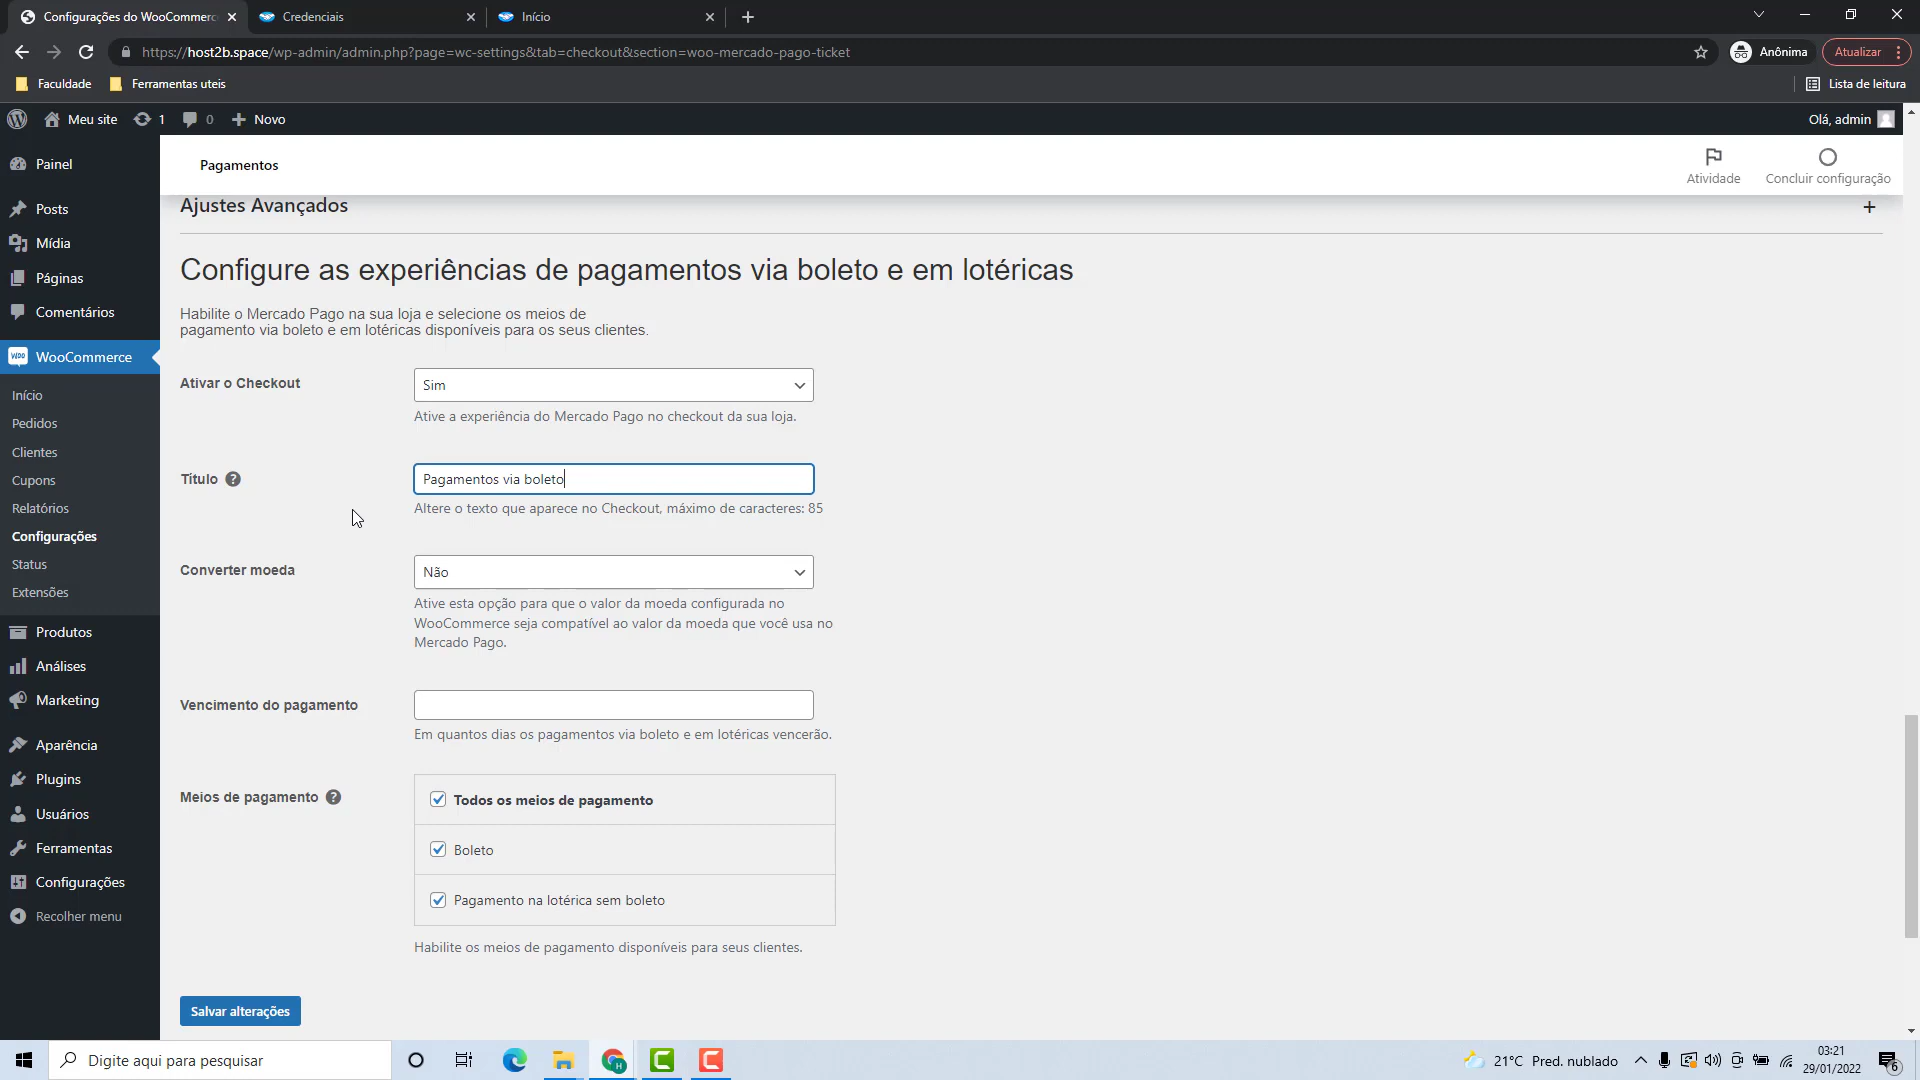 Configurações do WooCommerc
Credenciais
Início
https://host2b.space/wp-admin/admin.php?page=wc-settings&tab=checkout&section=woo-mercado-pago-ticket
Anônima
Atualizar
Faculdade
Ferramentas uteis
Lista de leitura
Meu site
1
0
Novo
Olá, admin
Painel
Posts
Mídia
Páginas
Comentários
WooCommerce
Início
Pedidos
Clientes
Cupons
Relatórios
Configurações
Status
Extensões
Produtos
Análises
Marketing
Aparência
Plugins
Usuários
Ferramentas
Configurações
Recolher menu
Pagamentos
Atividade
Concluir configuração
Ajustes Avançados
+
Configure as experiências de pagamentos via boleto e em lotéricas
Habilite o Mercado Pago na sua loja e selecione os meios de
pagamento via boleto e em lotéricas disponíveis para os seus clientes.
Ativar o Checkout
Sim
Ative a experiência do Mercado Pago no checkout da sua loja.
Título ?
Pagamentos via boleto
Altere o texto que aparece no Checkout, máximo de caracteres: 85
Converter moeda
Não
Ative esta opção para que o valor da moeda configurada no
WooCommerce seja compatível ao valor da moeda que você usa no
Mercado Pago.
Vencimento do pagamento
Em quantos dias os pagamentos via boleto e em lotéricas vencerão.
Meios de pagamento ?
Todos os meios de pagamento
Boleto
Pagamento na lotérica sem boleto
Habilite os meios de pagamento disponíveis para seus clientes.
Salvar alterações
Digite aqui para pesquisar
21°C Pred. nublado
03:21
29/01/2022
6